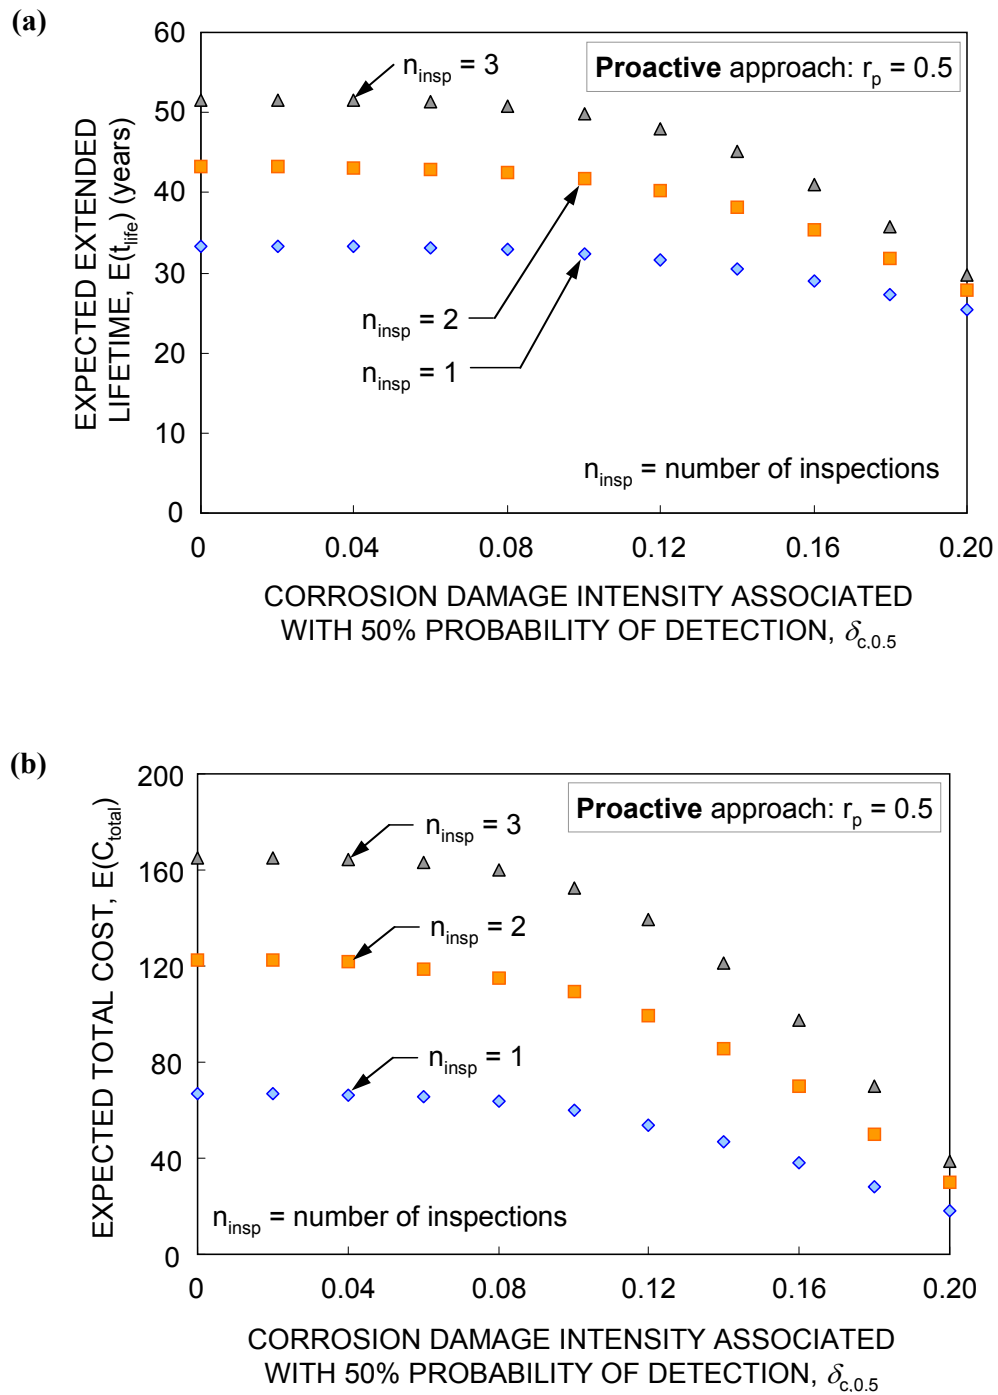 (a)
60
50
40
30
20
10
0
EXPECTED EXTENDED
LIFETIME, E(t_life) (years)
n_insp = 3
Proactive approach: r_p = 0.5
n_insp = 2
n_insp = 1
n_insp = number of inspections
0 0.04 0.08 0.12 0.16 0.20
CORROSION DAMAGE INTENSITY ASSOCIATED
WITH 50% PROBABILITY OF DETECTION, δ_c,0.5
(b)
200
160
120
80
40
0
EXPECTED TOTAL COST, E(C_total)
Proactive approach: r_p = 0.5
n_insp = 3
n_insp = 2
n_insp = 1
n_insp = number of inspections
0 0.04 0.08 0.12 0.16 0.20
CORROSION DAMAGE INTENSITY ASSOCIATED
WITH 50% PROBABILITY OF DETECTION, δ_c,0.5